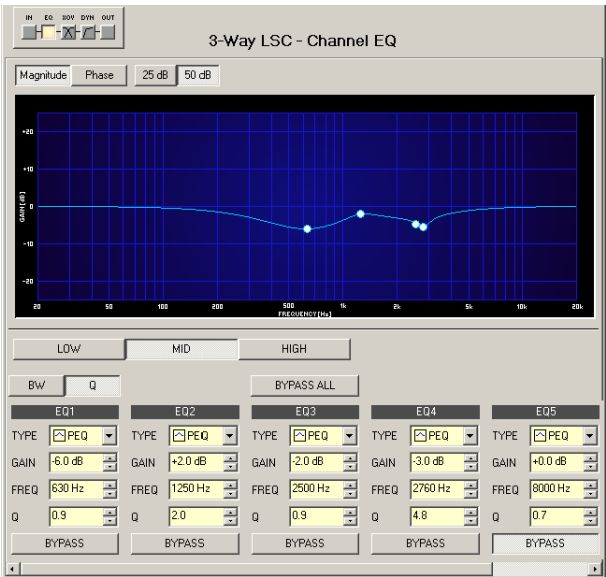 IN EQ XOV DYN OUT
3-Way LSC - Channel EQ
Magnitude Phase 25 dB 50 dB
+20
+10
0
-10
-20
GAIN [dB]
20 50 100 200 500 1k 2k 5k 10k 20k
FREQUENCY [Hz]
LOW MID HIGH
BW Q BYPASS ALL
EQ1 EQ2 EQ3 EQ4 EQ5
TYPE PEQ TYPE PEQ TYPE PEQ TYPE PEQ TYPE PEQ
GAIN -6.0 dB GAIN +2.0 dB GAIN -2.0 dB GAIN -3.0 dB GAIN +0.0 dB
FREQ 630 Hz FREQ 1250 Hz FREQ 2500 Hz FREQ 2760 Hz FREQ 8000 Hz
Q 0.9 Q 2.0 Q 0.9 Q 4.8 Q 0.7
BYPASS BYPASS BYPASS BYPASS BYPASS